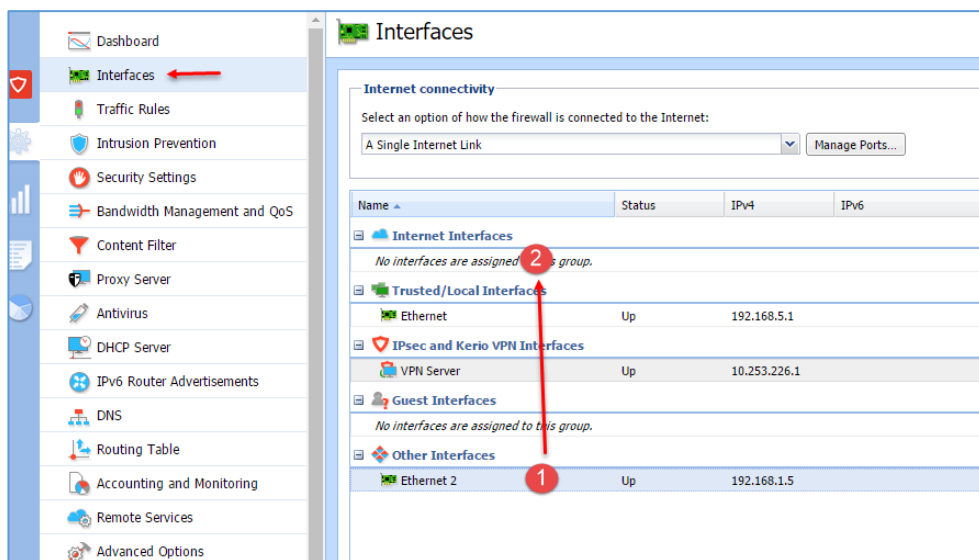 Dashboard
Interfaces
Traffic Rules
Intrusion Prevention
Security Settings
Bandwidth Management and QoS
Content Filter
Proxy Server
Antivirus
DHCP Server
IPv6 Router Advertisements
DNS
Routing Table
Accounting and Monitoring
Remote Services
Advanced Options
Interfaces
Internet connectivity
Select an option of how the firewall is connected to the Internet:
A Single Internet Link Manage Ports...
Name Status IPv4 IPv6
Internet Interfaces
No interfaces are assigned 2 this group.
Trusted/Local Interfaces
Ethernet Up 192.168.5.1
IPsec and Kerio VPN Interfaces
VPN Server Up 10.253.226.1
Guest Interfaces
No interfaces are assigned to this group.
Other Interfaces
Ethernet 2 1 Up 192.168.1.5